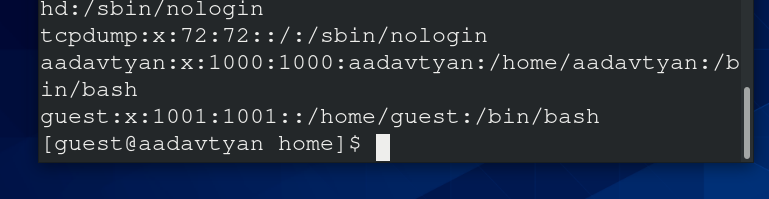 hd:/sbin/nologin
tcpdump:x:72:72::/:/sbin/nologin
aadavtyan:x:1000:1000:aadavtyan:/home/aadavtyan:/b
in/bash
guest:x:1001:1001::/home/guest:/bin/bash
[guest@aadavtyan home]$